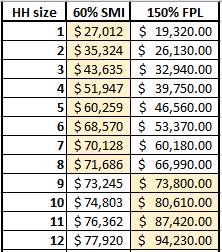 HH size 60% SMI 150% FPL
1 $ 27,012 $ 19,320.00
2 $ 35,324 $ 26,130.00
3 $ 43,635 $ 32,940.00
4 $ 51,947 $ 39,750.00
5 $ 60,259 $ 46,560.00
6 $ 68,570 $ 53,370.00
7 $ 70,128 $ 60,180.00
8 $ 71,686 $ 66,990.00
9 $ 73,245 $ 73,800.00
10 $ 74,803 $ 80,610.00
11 $ 76,362 $ 87,420.00
12 $ 77,920 $ 94,230.00